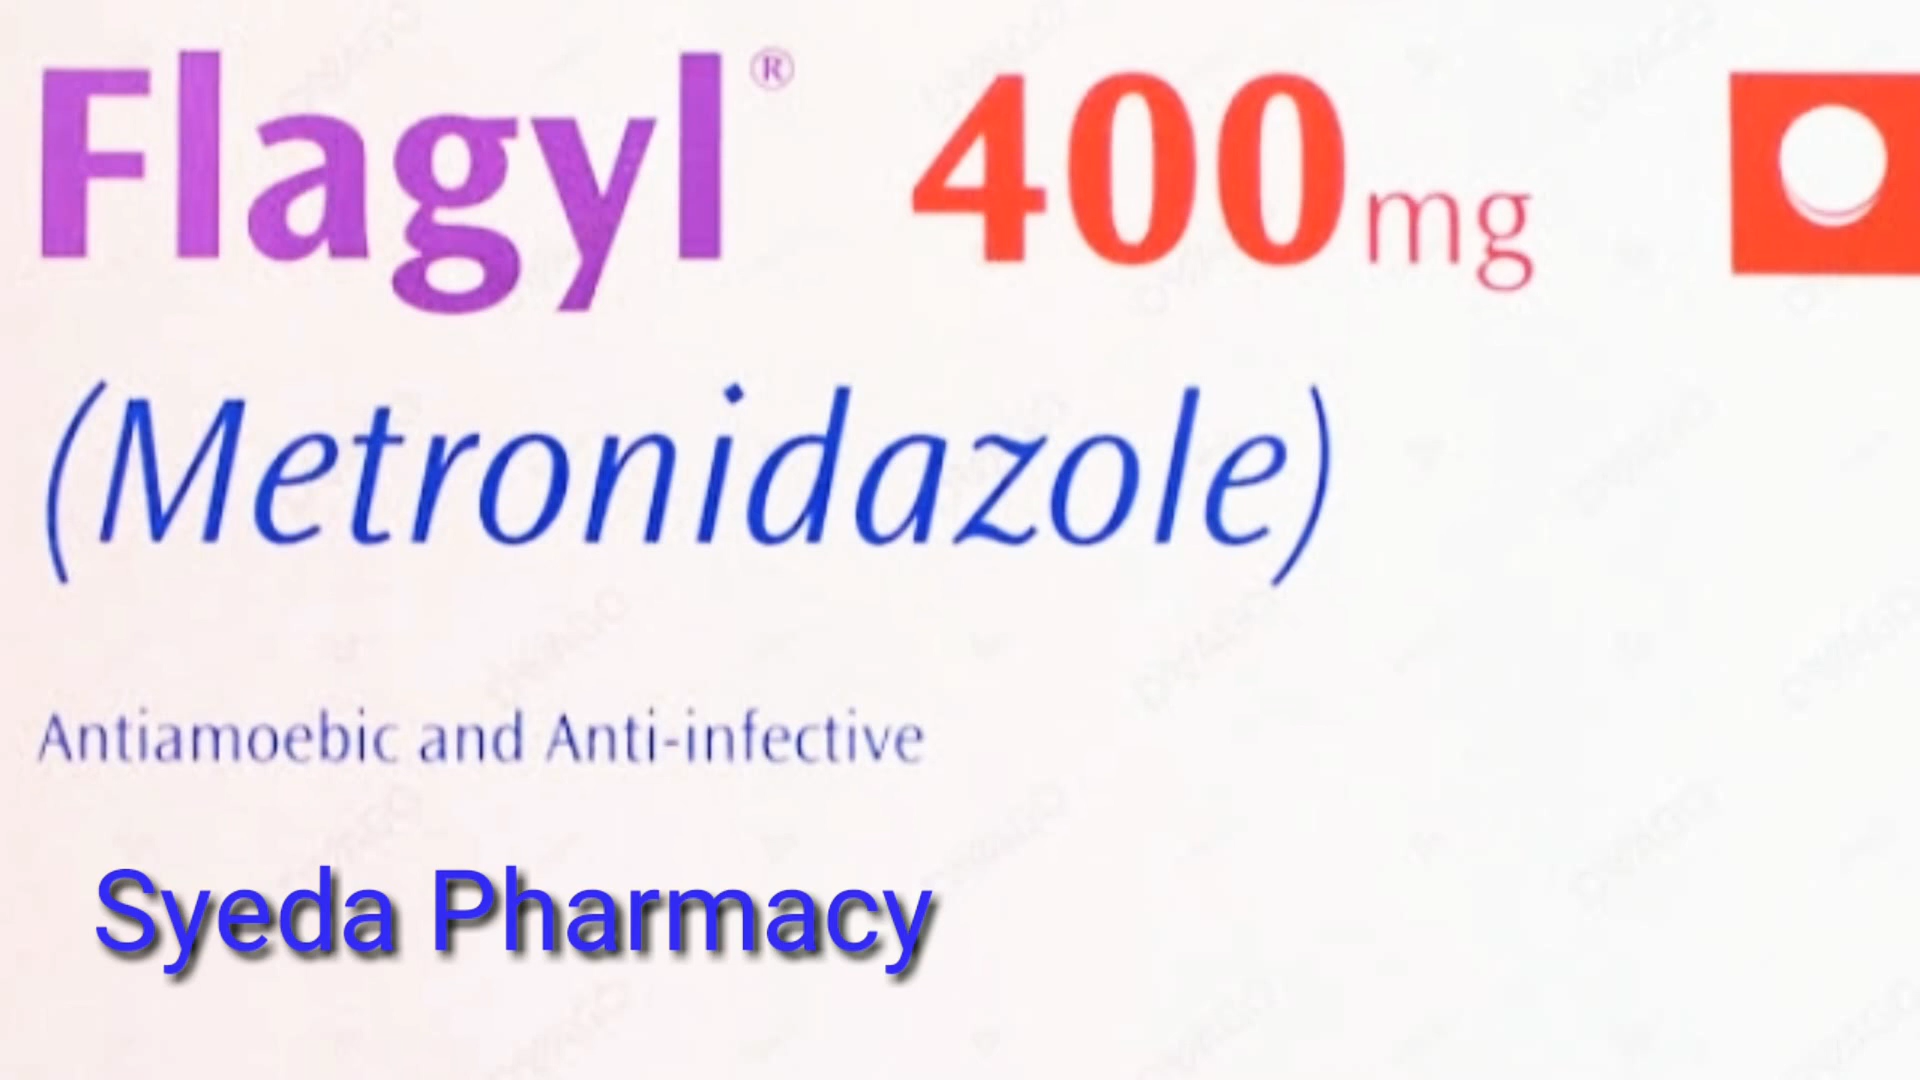 Flagyl® 400mg
(Metronidazole)
Antiamoebic and Anti-infective
Syeda Pharmacy